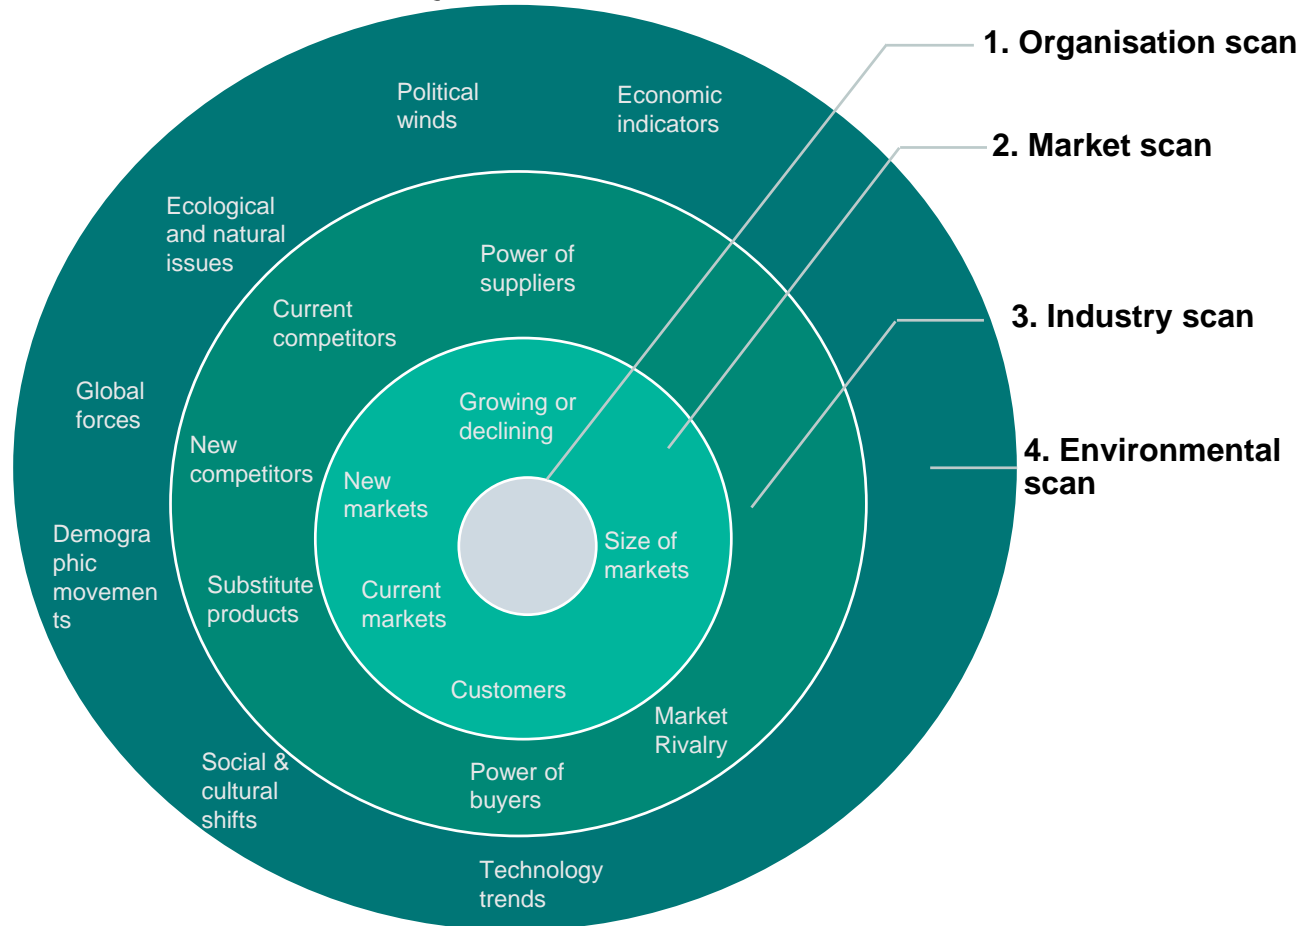 1. Organisation scan
Political
winds
Economic
indicators
2. Market scan
Ecological
and natural
issues
Power of
suppliers
Current
competitors
3. Industry scan
Global
forces
Growing or
declining
New
competitors
New
markets
4. Environmental
scan
Demogra
phic
movemen
ts
Size of
markets
Substitute
products
Current
markets
Customers
Market
Rivalry
Social &
cultural
shifts
Power of
buyers
Technology
trends